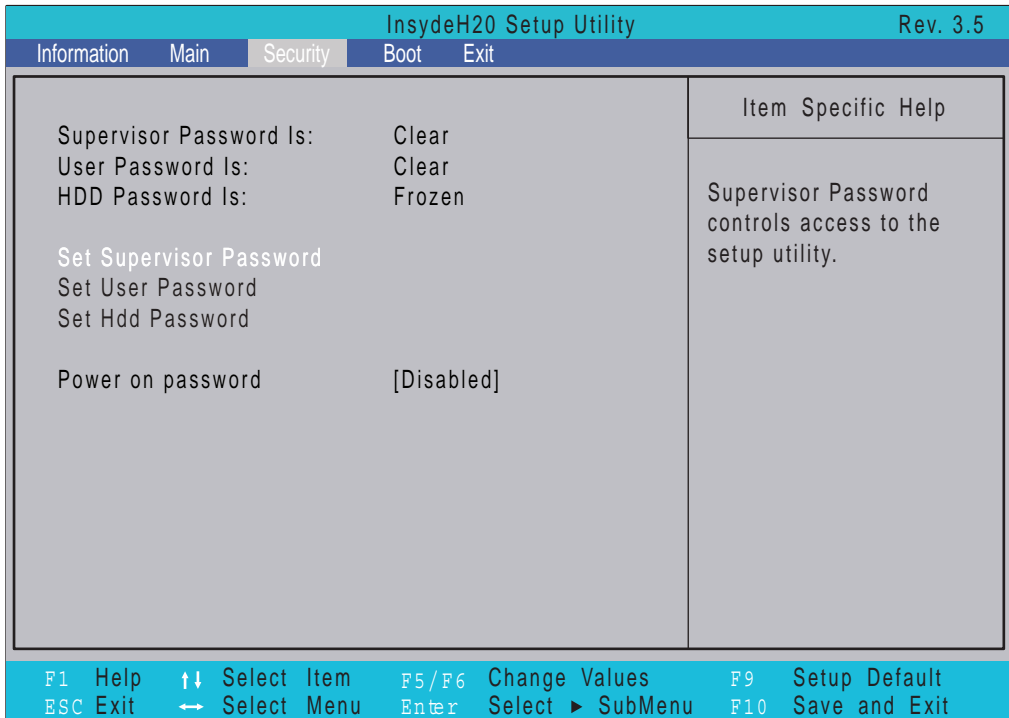 InsydeH20 Setup Utility Rev. 3.5
Information Main Security Boot Exit
Item Specific Help
Supervisor Password Is: Clear
User Password Is: Clear
HDD Password Is: Frozen
Supervisor Password
controls access to the
setup utility.
Set Supervisor Password
Set User Password
Set Hdd Password
Power on password [Disabled]
F1 Help ↑↓ Select Item F5/F6 Change Values F9 Setup Default
ESC Exit ↔ Select Menu Enter Select ► SubMenu F10 Save and Exit